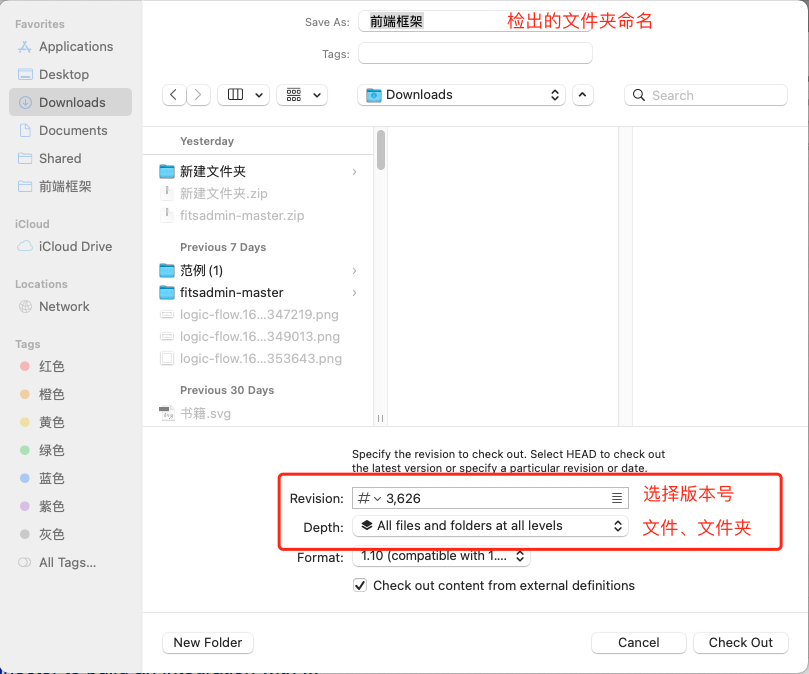 Favorites
Applications
Desktop
Downloads
Documents
Shared
前端框架
iCloud
iCloud Drive
Locations
Network
Tags
红色
橙色
黄色
绿色
蓝色
紫色
灰色
All Tags...
Save As: 前端框架 检出的文件夹命名
Tags:
Downloads
Search
Yesterday
新建文件夹
新建文件夹.zip
fitsadmin-master.zip
Previous 7 Days
范例 (1)
fitsadmin-master
logic-flow.16...347219.png
logic-flow.16...349013.png
logic-flow.16...353643.png
Previous 30 Days
书籍.svg
Specify the revision to check out. Select HEAD to check out
the latest version or specify a particular revision or date.
Revision: # 3,626 选择版本号
Depth: All files and folders at all levels 文件、文件夹
Format: 1.10 (compatible with 1....
Check out content from external definitions
New Folder Cancel Check Out